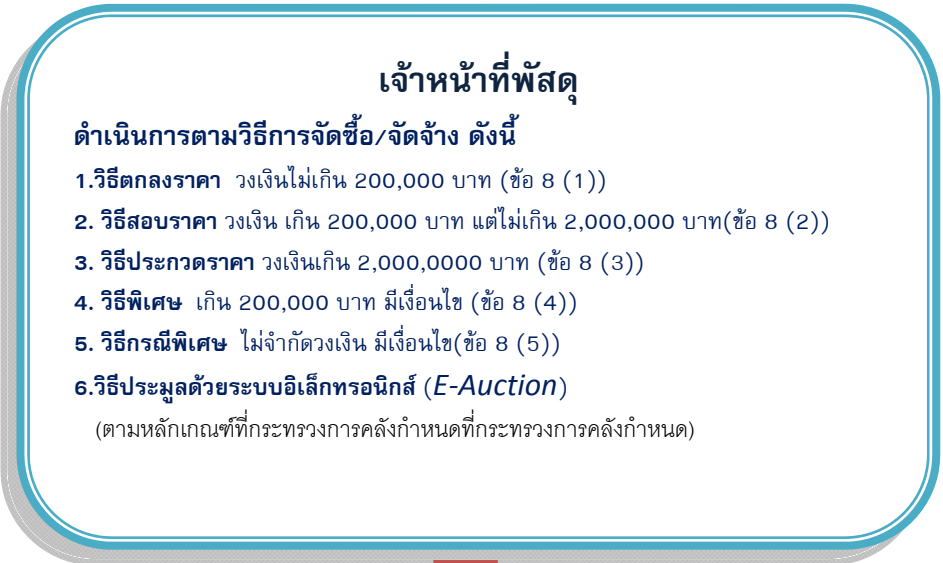 เจ้าหน้าที่พัสดุ
ดำเนินการตามวิธีการจัดซื้อ/จัดจ้าง ดังนี้
1.วิธีตกลงราคา วงเงินไม่เกิน 200,000 บาท (ข้อ 8 (1))
2. วิธีสอบราคา วงเงิน เกิน 200,000 บาท แต่ไม่เกิน 2,000,000 บาท(ข้อ 8 (2))
3. วิธีประกวดราคา วงเงินเกิน 2,000,0000 บาท (ข้อ 8 (3))
4. วิธีพิเศษ เกิน 200,000 บาท มีเงื่อนไข (ข้อ 8 (4))
5. วิธีกรณีพิเศษ ไม่จำกัดวงเงิน มีเงื่อนไข(ข้อ 8 (5))
6.วิธีประมูลด้วยระบบอิเล็กทรอนิกส์ (E-Auction)
(ตามหลักเกณฑ์ที่กระทรวงการคลังกำหนดที่กระทรวงการคลังกำหนด)